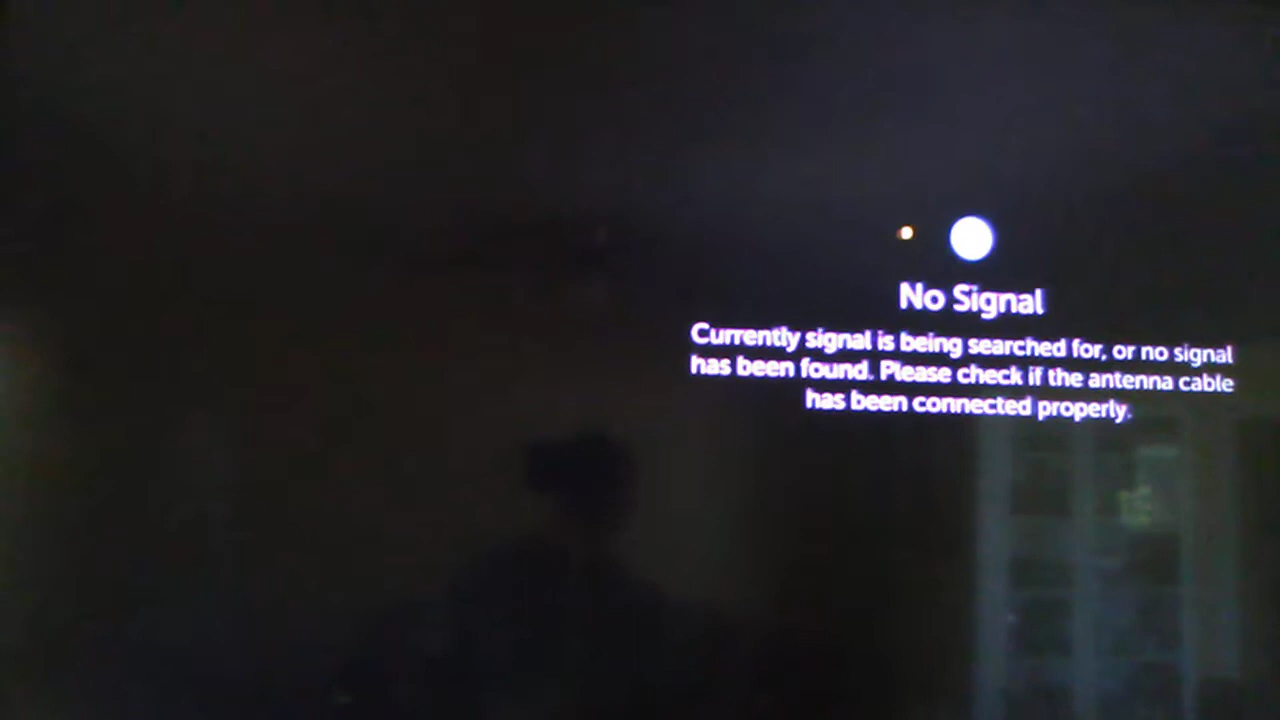 No Signal
Currently signal is being searched for, or no signal
has been found. Please check if the antenna cable
has been connected properly.